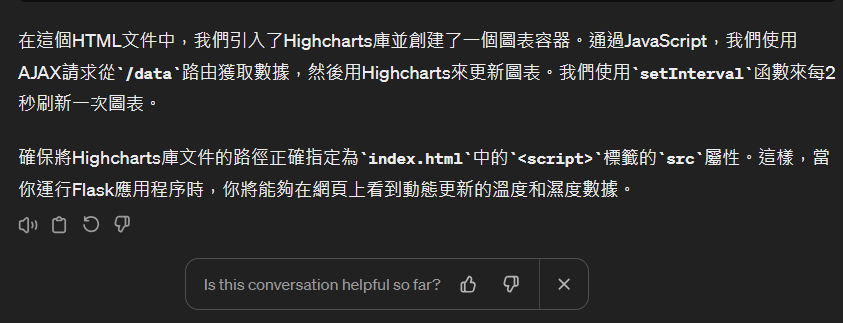 在這個HTML文件中，我們引入了Highcharts庫並創建了一個圖表容器。通過JavaScript，我們使用
AJAX請求從`/data`路由獲取數據，然後用Highcharts來更新圖表。我們使用`setInterval`函數來每2
秒刷新一次圖表。
確保將Highcharts庫文件的路徑正確指定為`index.html`中的`<script>`標籤的`src`屬性。這樣，當
你運行Flask應用程序時，你將能夠在網頁上看到動態更新的溫度和濕度數據。
Is this conversation helpful so far?